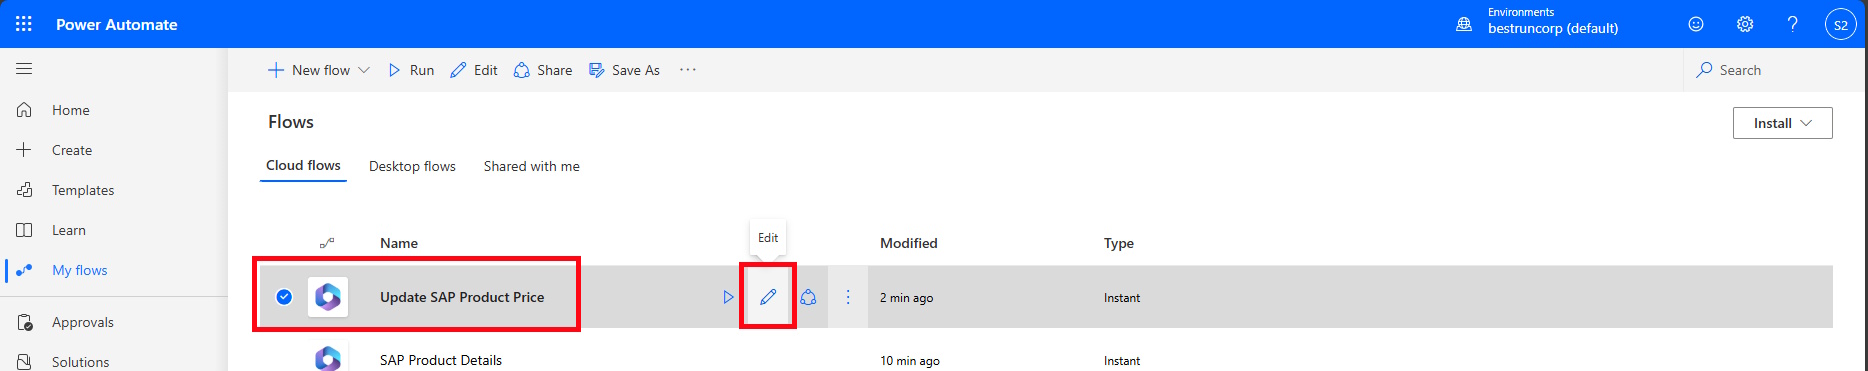 Power Automate
Environments
bestruncorp (default)
S2
New flow
Run
Edit
Share
Save As
Search
Home
Create
Templates
Learn
My flows
Approvals
Solutions
Flows
Install
Cloud flows
Desktop flows
Shared with me
Edit
Name
Modified
Type
Update SAP Product Price
2 min ago
Instant
SAP Product Details
10 min ago
Instant